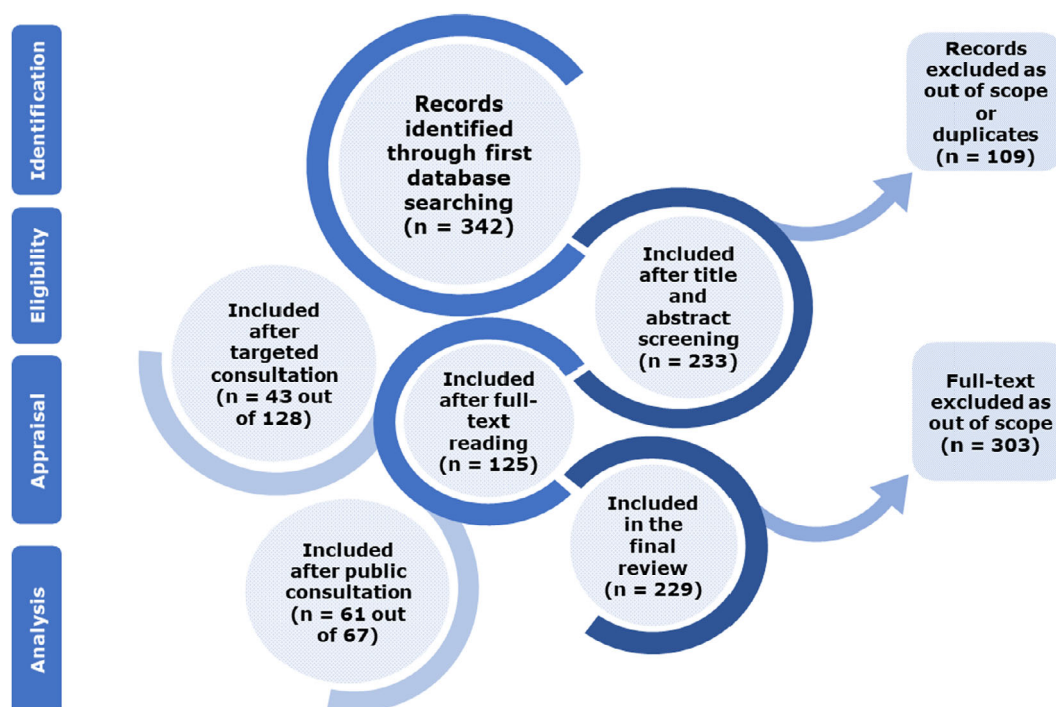 Identification
Eligibility
Appraisal
Analysis
Records
identified
through first
database
searching
(n = 342)
Records
excluded as
out of scope
or
duplicates
(n = 109)
Included
after title
and
abstract
screening
(n = 233)
Included
after
targeted
consultation
(n = 43 out
of 128)
Included
after full-
text
reading
(n = 125)
Full-text
excluded as
out of scope
(n = 303)
Included
in the
final
review
(n = 229)
Included
after public
consultation
(n = 61 out
of 67)